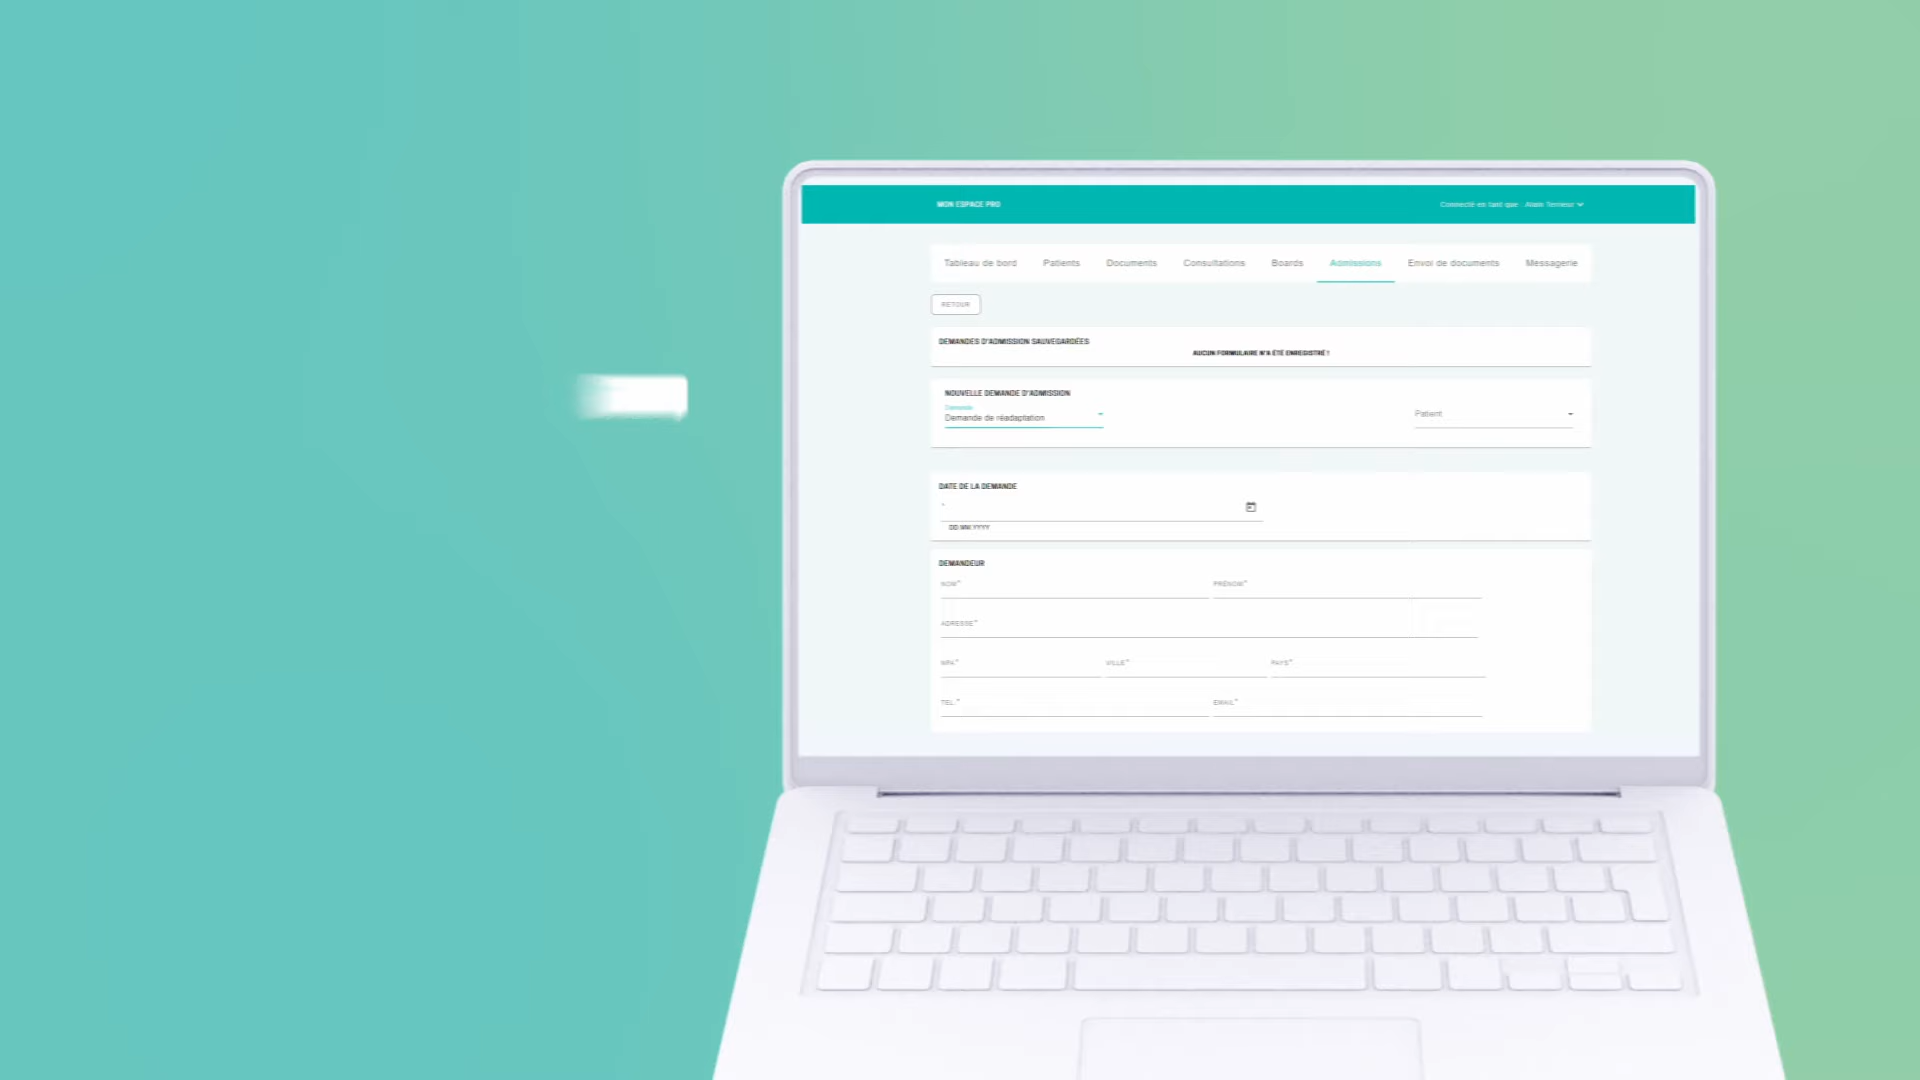 MON ESPACE PRO
Connecté en tant que : Alain Terrieur
Tableau de bord Patients Documents Consultations Boards Admissions Envoi de documents Messagerie
RETOUR
DEMANDES D'ADMISSION SAUVEGARDÉES
AUCUN FORMULAIRE N'A ÉTÉ ENREGISTRÉ !
NOUVELLE DEMANDE D'ADMISSION
Demande
Demande de réadaptation
Patient
DATE DE LA DEMANDE
*
DD.MM.YYYY
DEMANDEUR
NOM* PRÉNOM*
ADRESSE*
NPA* VILLE* PAYS*
TEL.* EMAIL*